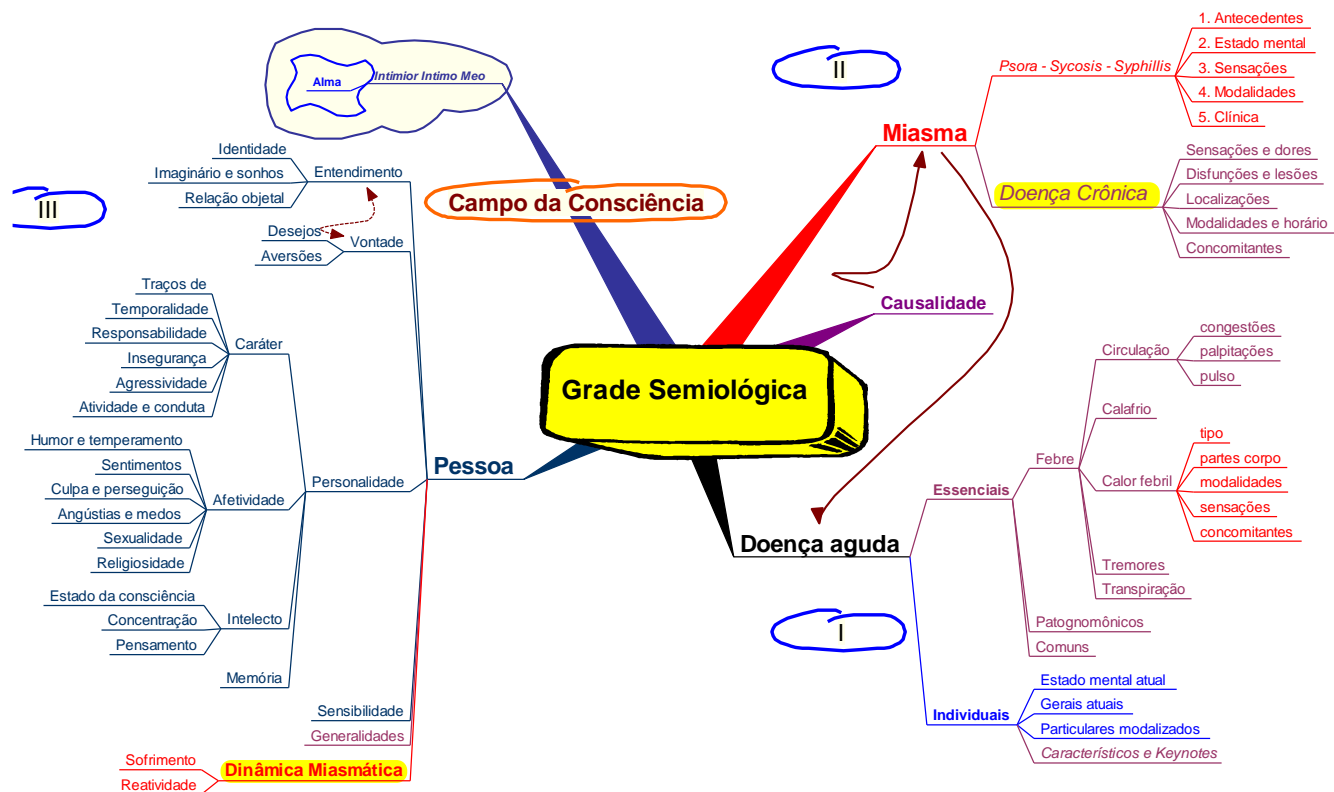 Grade Semiológica
Campo da Consciência
Intimior Intimo Meo
Alma
II
Miasma
Psora - Sycosis - Syphillis
1. Antecedentes
2. Estado mental
3. Sensações
4. Modalidades
5. Clínica
Doença Crônica
Sensações e dores
Disfunções e lesões
Localizações
Modalidades e horário
Concomitantes
Causalidade
Doença aguda
I
Essenciais
Febre
Circulação
congestões
palpitações
pulso
Calafrio
Calor febril
tipo
partes corpo
modalidades
sensações
concomitantes
Tremores
Transpiração
Patognomônicos
Comuns
Individuais
Estado mental atual
Gerais atuais
Particulares modalizados
Característicos e Keynotes
III
Pessoa
Entendimento
Identidade
Imaginário e sonhos
Relação objetal
Vontade
Desejos
Aversões
Personalidade
Caráter
Traços de
Temporalidade
Responsabilidade
Insegurança
Agressividade
Atividade e conduta
Afetividade
Humor e temperamento
Sentimentos
Culpa e perseguição
Angústias e medos
Sexualidade
Religiosidade
Intelecto
Estado da consciência
Concentração
Pensamento
Memória
Sensibilidade
Generalidades
Dinâmica Miasmática
Sofrimento
Reatividade